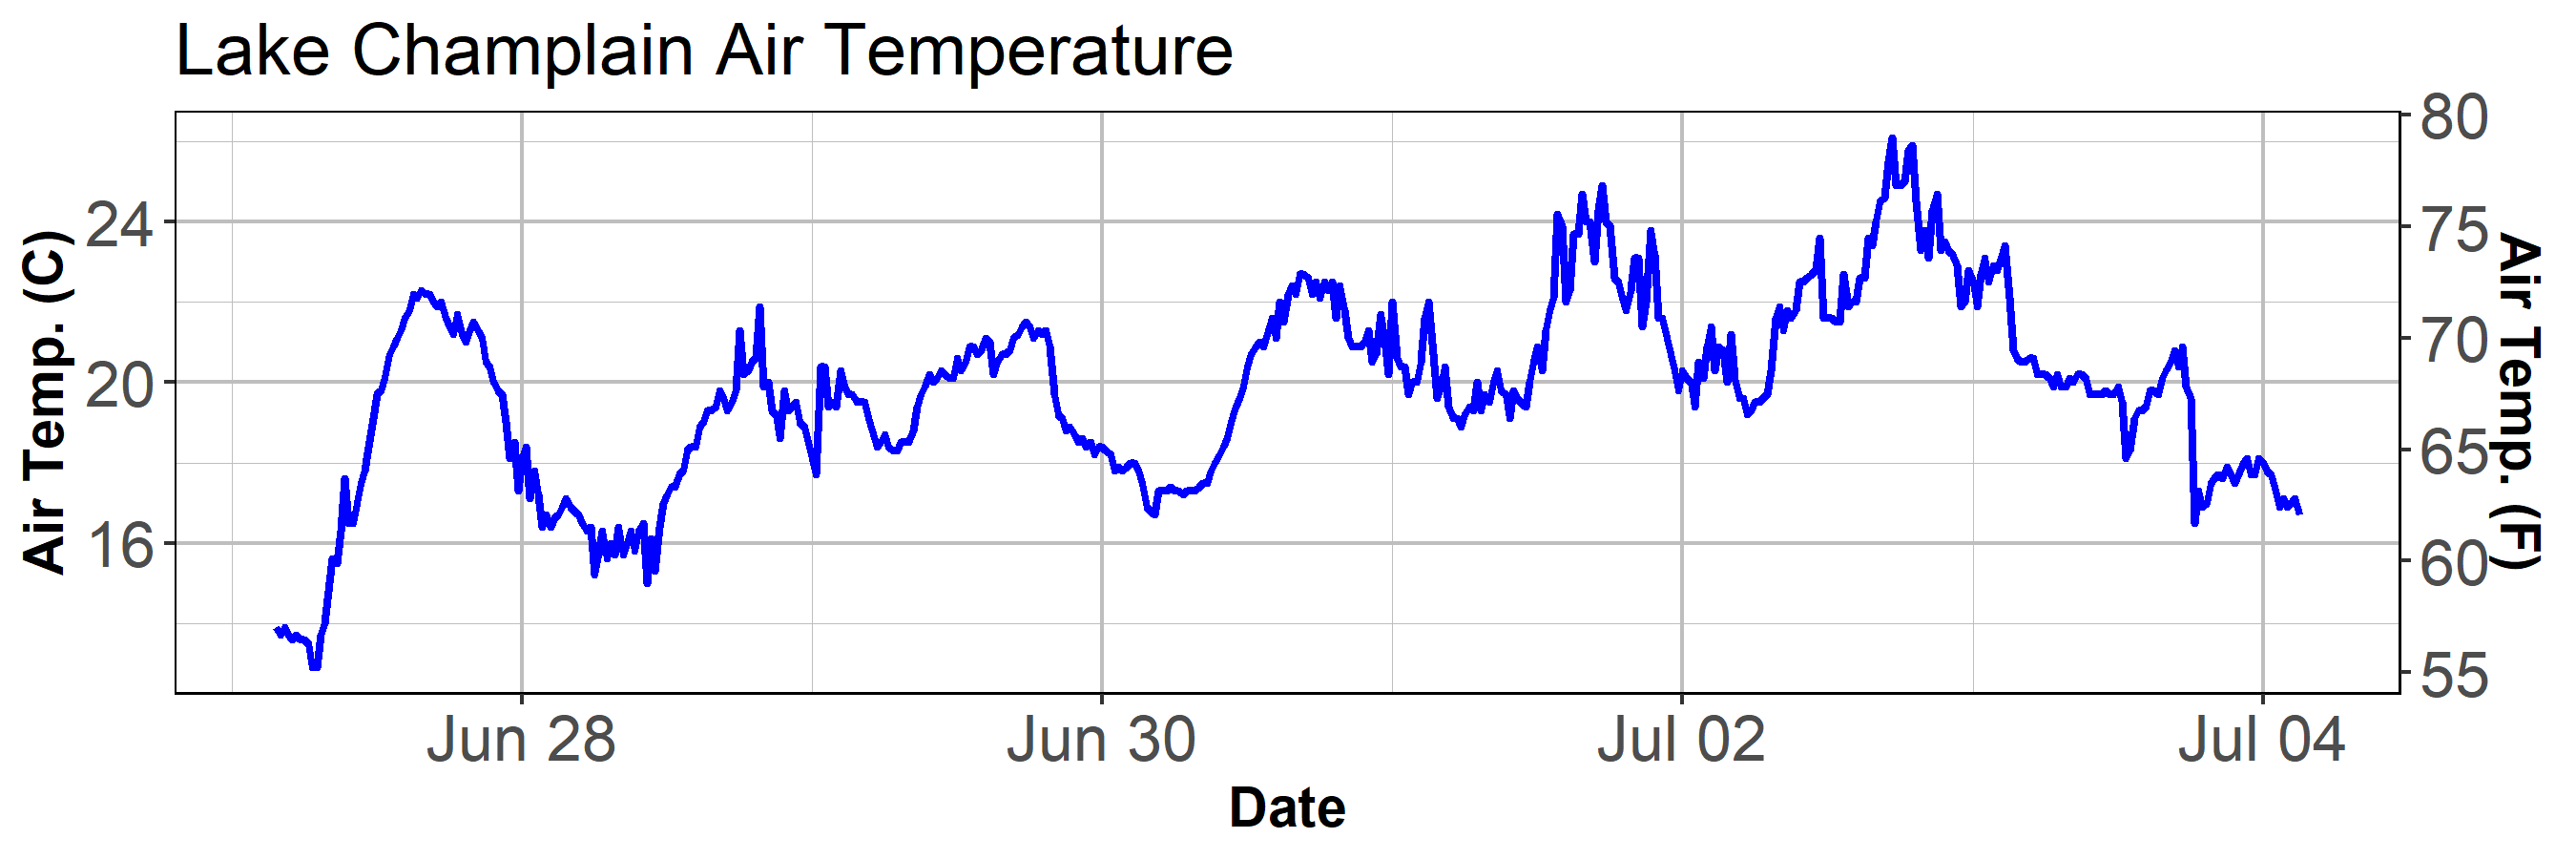 Lake Champlain Air Temperature
Air Temp. (C)
24
20
16
80
75
70
65
60
55
Air Temp. (F)
Jun 28
Jun 30
Jul 02
Jul 04
Date